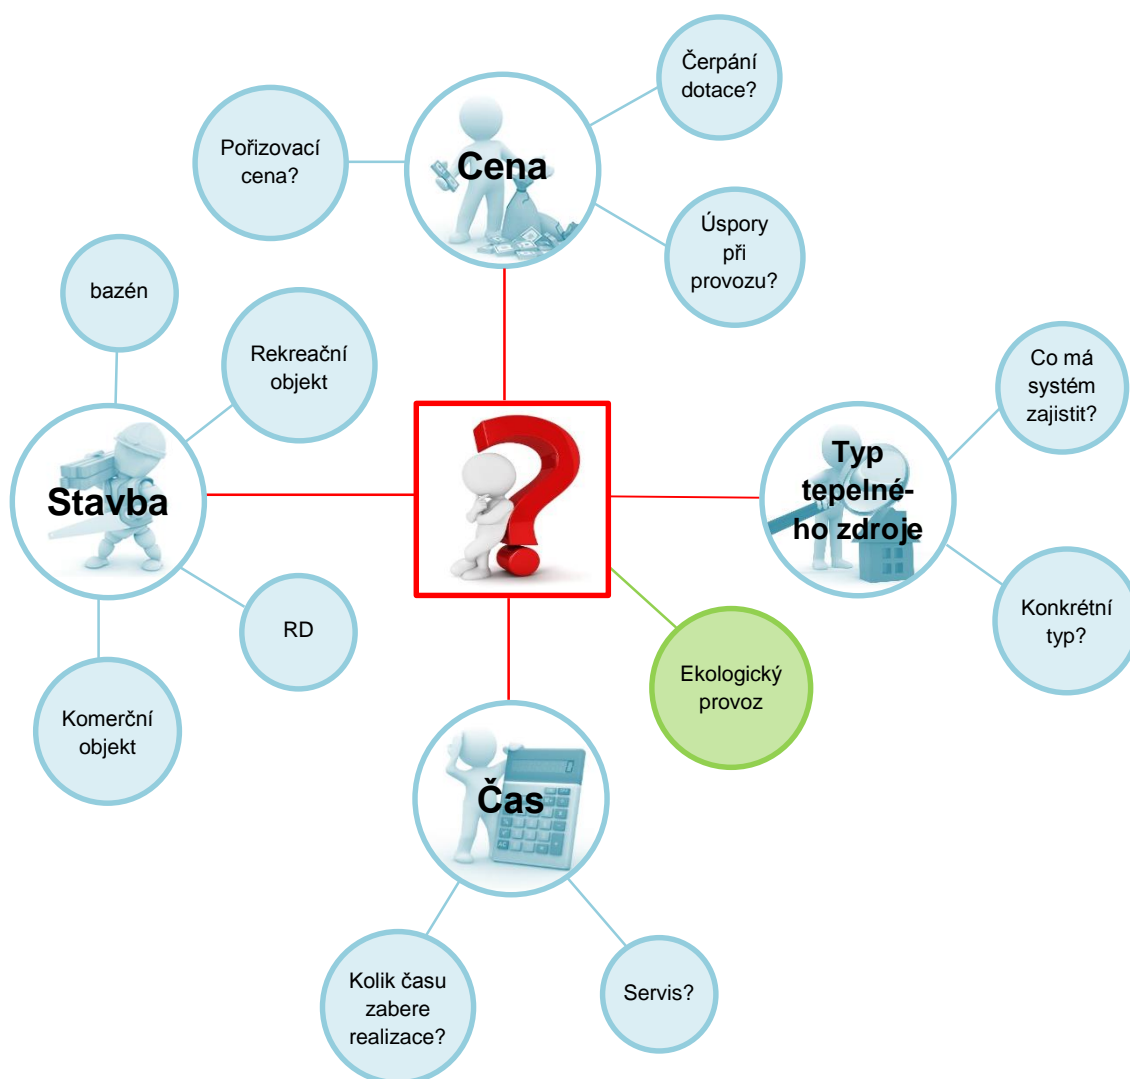 Čerpání
dotace?
Pořizovací
cena?
Cena
Úspory
při
provozu?
bazén
Rekreační
objekt
Co má
systém
zajistit?
Stavba
Typ
tepelné-
ho zdroje
RD
Konkrétní
typ?
Ekologický
provoz
Komerční
objekt
Čas
Kolik času
zabere
realizace?
Servis?